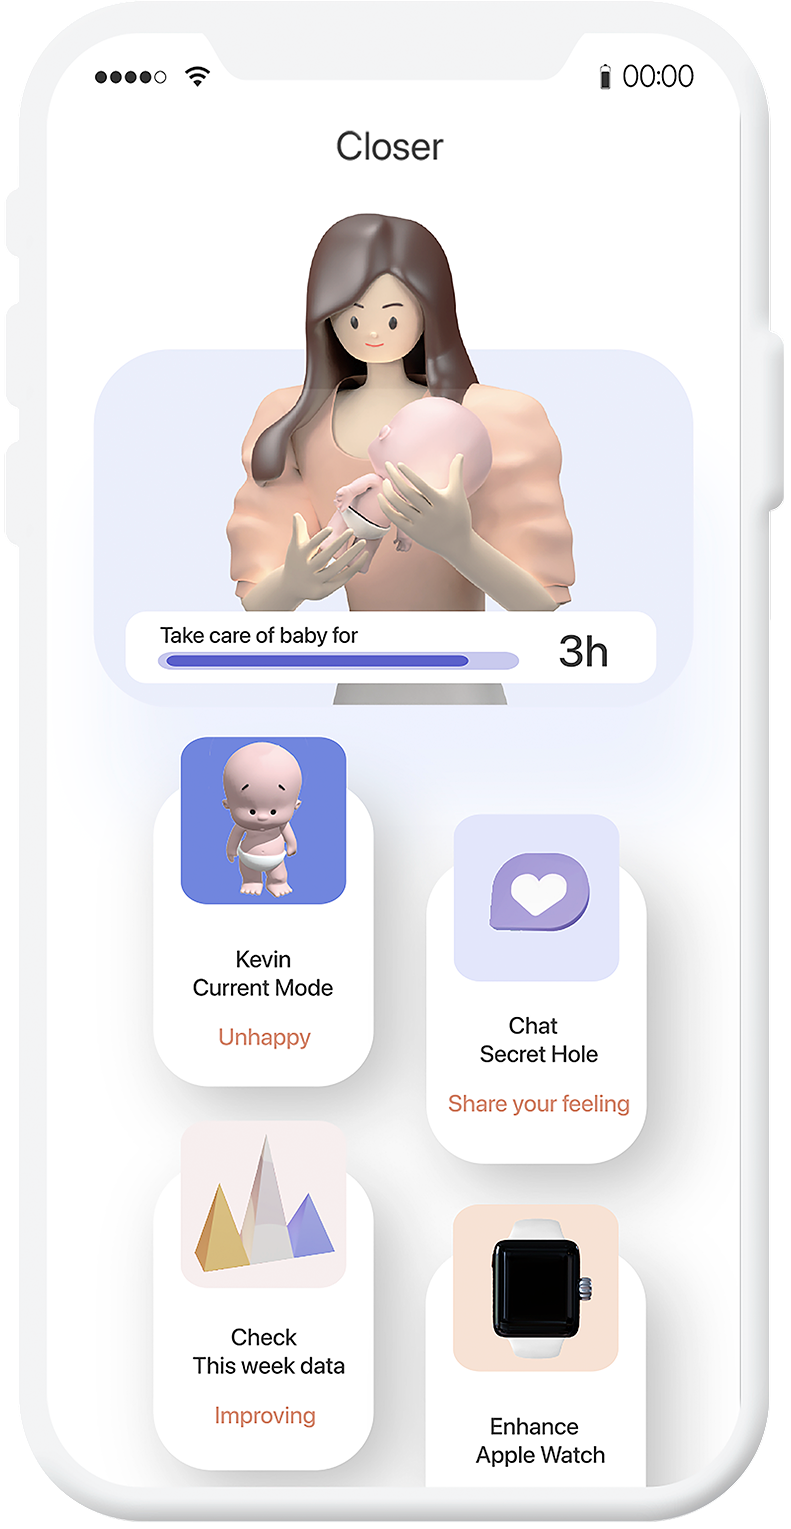 00:00
Closer
Take care of baby for
3h
Kevin
Current Mode
Unhappy
Chat
Secret Hole
Share your feeling
Check
This week data
Improving
Enhance
Apple Watch